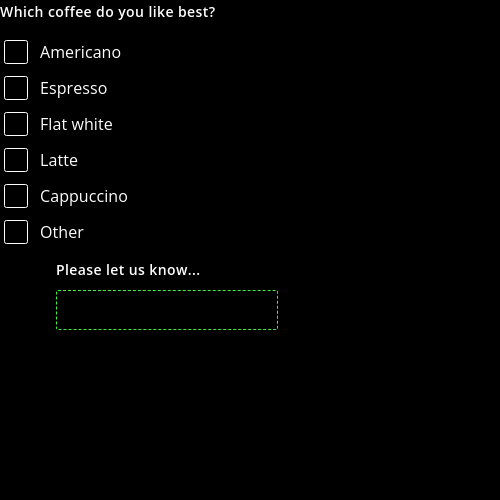 Which coffee do you like best?
Americano
Espresso
Flat white
Latte
Cappuccino
Other
Please let us know...